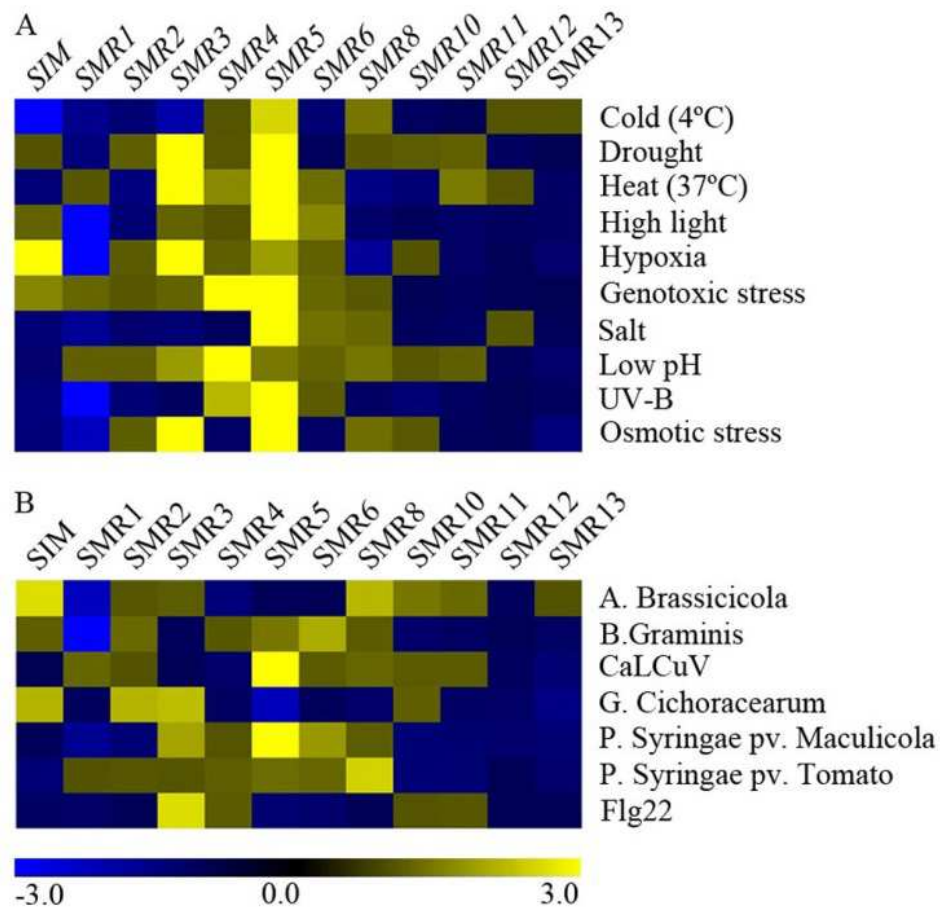 A
SIM SMR1 SMR2 SMR3 SMR4 SMR5 SMR6 SMR8 SMR10 SMR11 SMR12 SMR13
Cold (4ºC)
Drought
Heat (37ºC)
High light
Hypoxia
Genotoxic stress
Salt
Low pH
UV-B
Osmotic stress
B
SIM SMR1 SMR2 SMR3 SMR4 SMR5 SMR6 SMR8 SMR10 SMR11 SMR12 SMR13
A. Brassicicola
B.Graminis
CaLCuV
G. Cichoracearum
P. Syringae pv. Maculicola
P. Syringae pv. Tomato
Flg22
-3.0 0.0 3.0